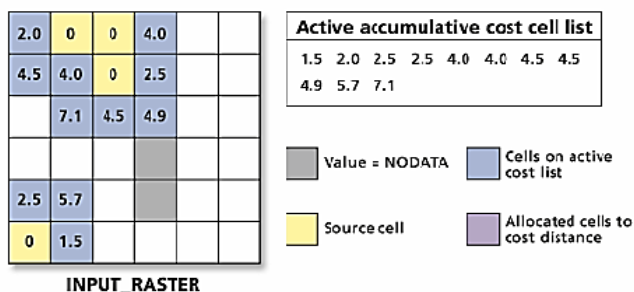 2.0 0 0 4.0
4.5 4.0 0 2.5
7.1 4.5 4.9
2.5 5.7
0 1.5
INPUT_RASTER
Active accumulative cost cell list
1.5 2.0 2.5 2.5 4.0 4.0 4.5 4.5
4.9 5.7 7.1
Value = NODATA
Cells on active
cost list
Source cell
Allocated cells to
cost distance